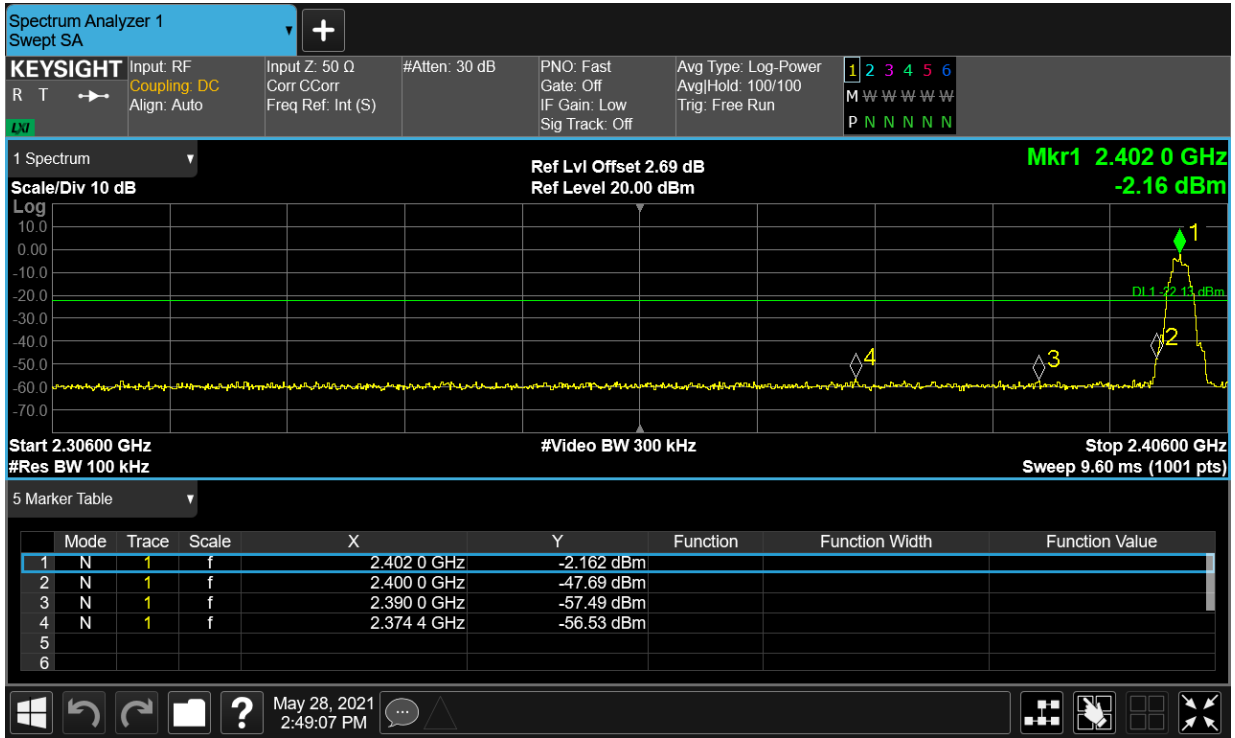 Spectrum Analyzer 1
Swept SA
KEYSIGHT
R T
LXI
Input: RF
Coupling: DC
Align: Auto
Input Z: 50 Ω
Corr CCorr
Freq Ref: Int (S)
#Atten: 30 dB
PNO: Fast
Gate: Off
IF Gain: Low
Sig Track: Off
Avg Type: Log-Power
Avg|Hold: 100/100
Trig: Free Run
1 2 3 4 5 6
M W W W W W
P N N N N N
1 Spectrum
Scale/Div 10 dB
Ref Lvl Offset 2.69 dB
Ref Level 20.00 dBm
Mkr1 2.402 0 GHz
-2.16 dBm
Log
10.0
0.00
-10.0
-20.0
-30.0
-40.0
-50.0
-60.0
-70.0
1
DL1 -22.13 dBm
2
3
4
Start 2.30600 GHz
#Res BW 100 kHz
#Video BW 300 kHz
Stop 2.40600 GHz
Sweep 9.60 ms (1001 pts)
5 Marker Table
Mode Trace Scale X Y Function Function Width Function Value
1 N 1 f 2.402 0 GHz -2.162 dBm
2 N 1 f 2.400 0 GHz -47.69 dBm
3 N 1 f 2.390 0 GHz -57.49 dBm
4 N 1 f 2.374 4 GHz -56.53 dBm
5
6
?
May 28, 2021
2:49:07 PM